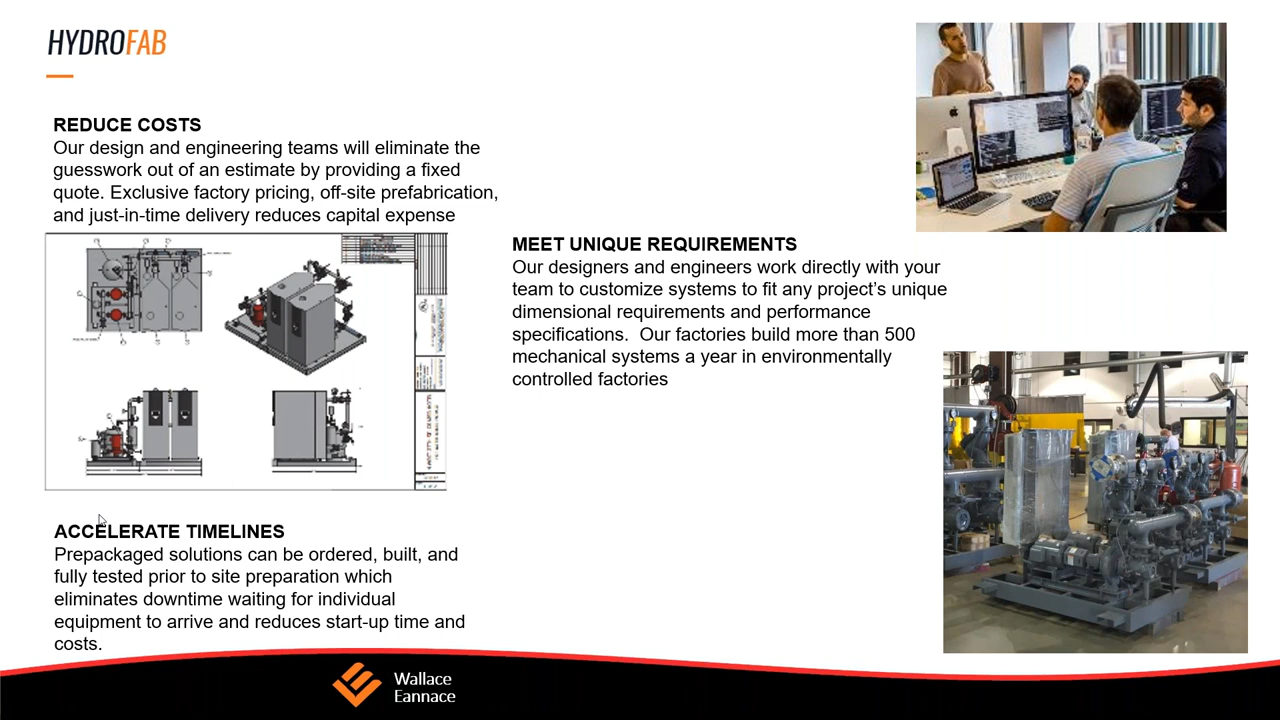 HYDROFAB
REDUCE COSTS
Our design and engineering teams will eliminate the
guesswork out of an estimate by providing a fixed
quote. Exclusive factory pricing, off-site prefabrication,
and just-in-time delivery reduces capital expense
MEET UNIQUE REQUIREMENTS
Our designers and engineers work directly with your
team to customize systems to fit any project’s unique
dimensional requirements and performance
specifications.  Our factories build more than 500
mechanical systems a year in environmentally
controlled factories
ACCELERATE TIMELINES
Prepackaged solutions can be ordered, built, and
fully tested prior to site preparation which
eliminates downtime waiting for individual
equipment to arrive and reduces start-up time and
costs.
Wallace
Eannace